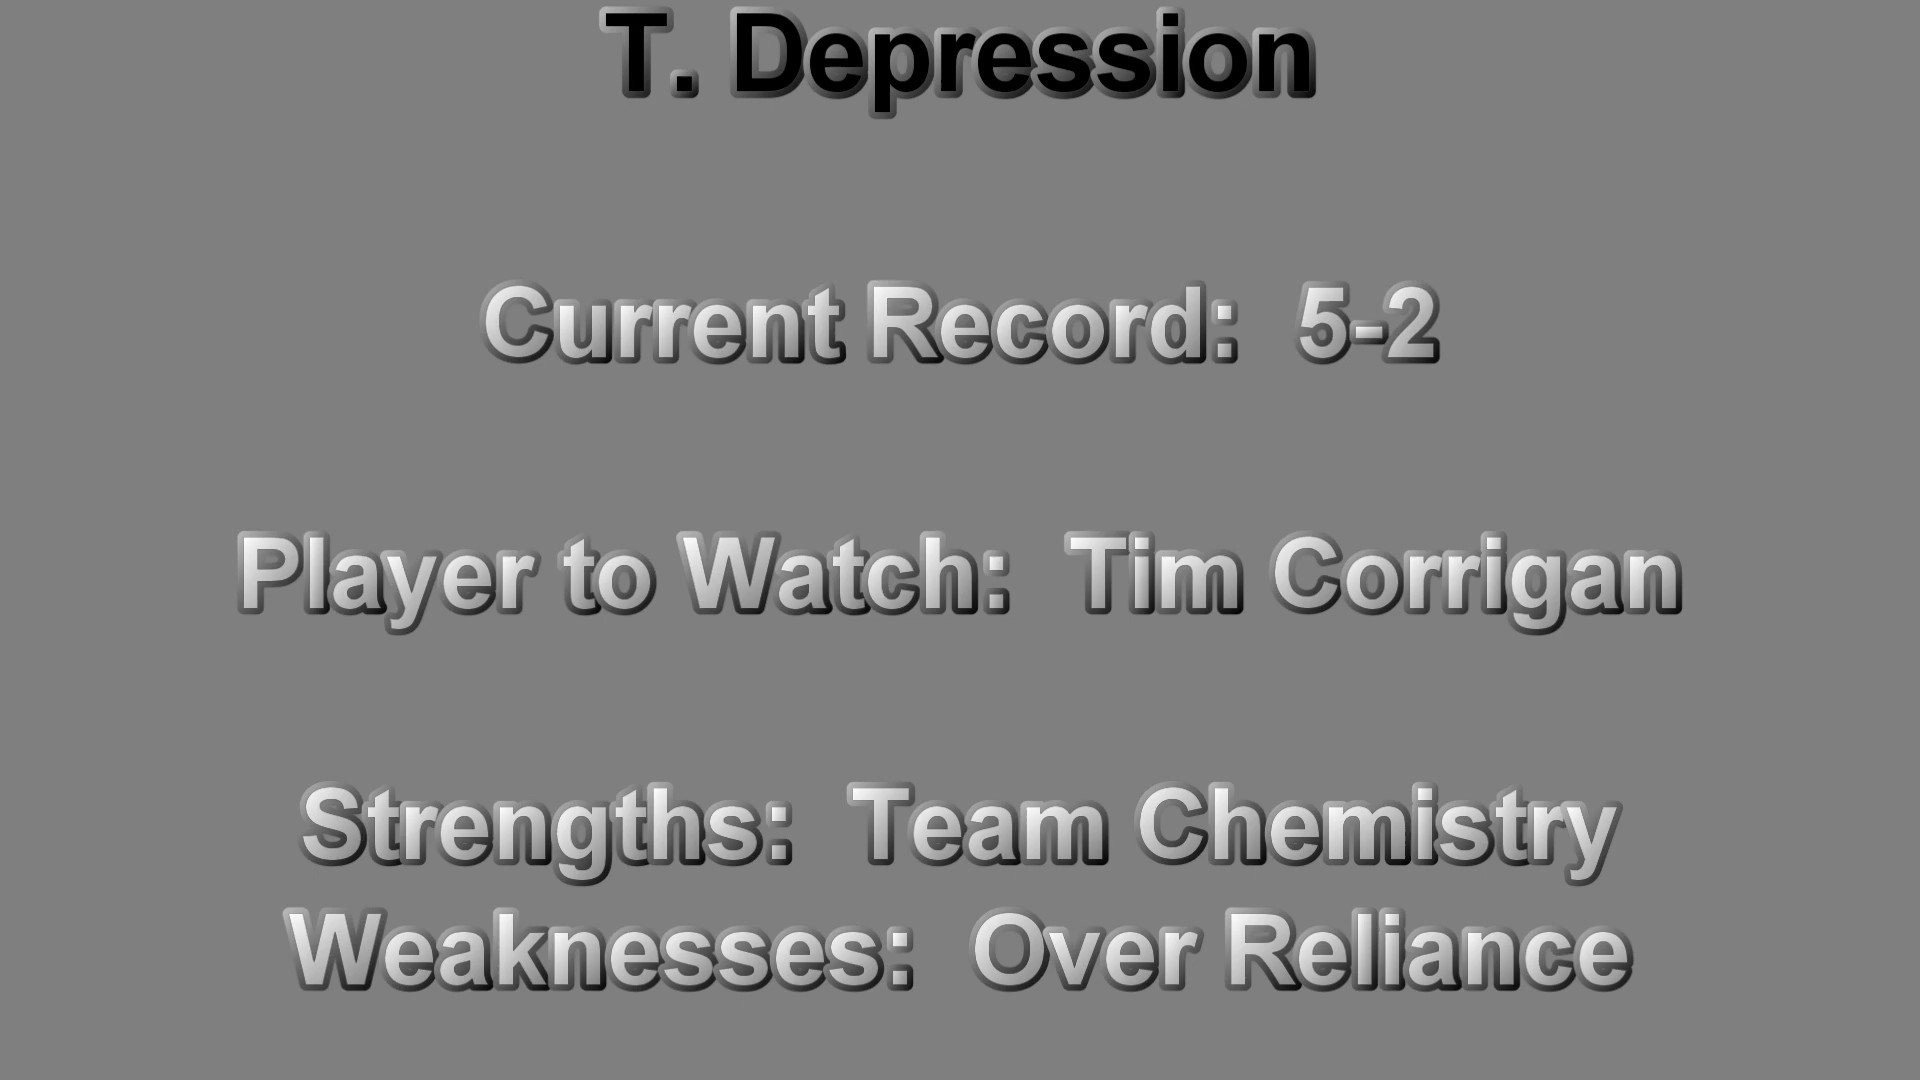 T. Depression
Current Record:  5-2
Player to Watch:  Tim Corrigan
Strengths:  Team Chemistry
Weaknesses:  Over Reliance